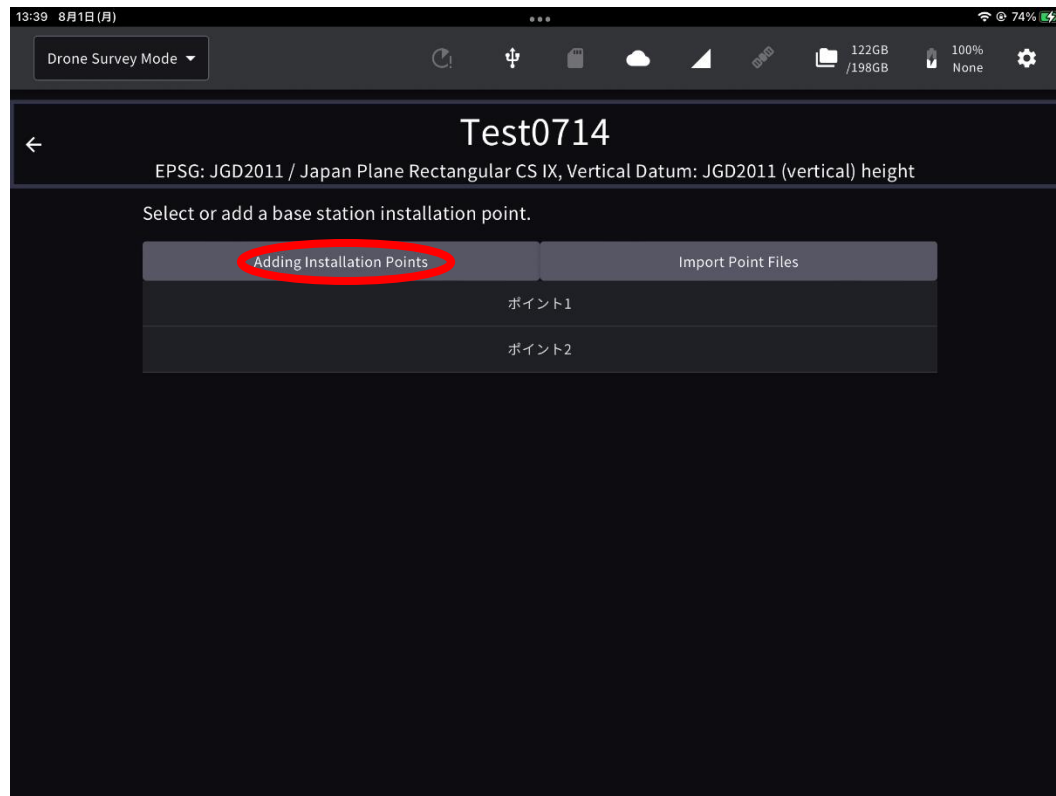 13:39 8月1日(月)
74%
Drone Survey Mode
122GB
/198GB
100%
None
Test0714
EPSG: JGD2011 / Japan Plane Rectangular CS IX, Vertical Datum: JGD2011 (vertical) height
Select or add a base station installation point.
Adding Installation Points
Import Point Files
ポイント1
ポイント2